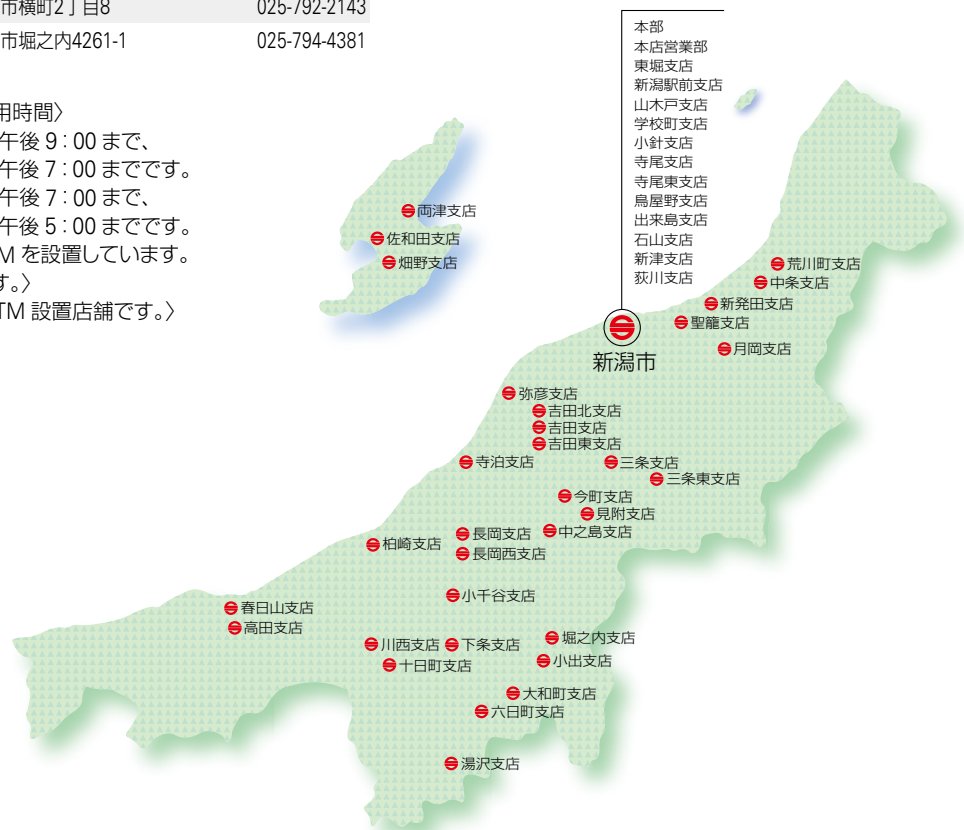 市横町2丁目8 025-792-2143
市堀之内4261-1 025-794-4381
用時間〉
午後9:00まで、
午後7:00までです。
午後7:00まで、
午後5:00までです。
Mを設置しています。
す。〉
TM設置店舗です。〉
本部
本店営業部
東堀支店
新潟駅前支店
山木戸支店
学校町支店
小針支店
寺尾支店
寺尾東支店
鳥屋野支店
出来島支店
石山支店
新津支店
荻川支店
新潟市
両津支店
佐和田支店
畑野支店
荒川町支店
中条支店
新発田支店
聖籠支店
月岡支店
弥彦支店
吉田北支店
吉田支店
吉田東支店
寺泊支店
三条支店
三条東支店
今町支店
見附支店
中之島支店
長岡支店
長岡西支店
柏崎支店
小千谷支店
春日山支店
高田支店
川西支店
下条支店
十日町支店
堀之内支店
小出支店
大和町支店
六日町支店
湯沢支店